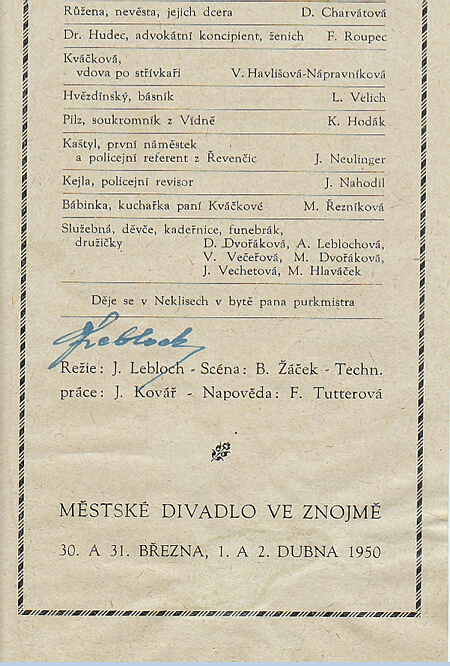 Růžena, nevěsta, jejich dcera D. Charvátová
Dr. Hudec, advokátní koncipient, ženich F. Roupec
Kváčková,
vdova po střívkaři V. Havlišová-Nápravníková
Hvězdínský, básník L. Velich
Pilz, soukromník z Vídně K. Hodák
Kaštyl, první náměstek
a policejní referent z Řevenčic J. Neulinger
Kejla, policejní revisor J. Nahodil
Bábinka, kuchařka paní Kváčkové M. Řezníková
Služebná, děvče, kadeřnice, funebrák,
družičky D. Dvořáková, A. Leblochová,
V. Večeřová, M. Dvořáková,
J. Vechetová, M. Hlaváček
Děje se v Neklisech v bytě pana purkmistra
Lebloch
Režie: J. Lebloch - Scéna: B. Žáček - Techn.
práce: J. Kovář - Napověda: F. Tutterová
MĚSTSKÉ DIVADLO VE ZNOJMĚ
30. A 31. BŘEZNA, 1. A 2. DUBNA 1950